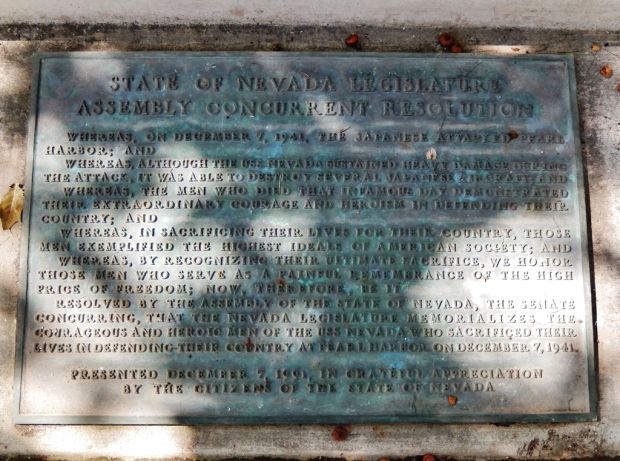 STATE OF NEVADA LEGISLATURE
ASSEMBLY CONCURRENT RESOLUTION
WHEREAS, ON DECEMBER 7, 1941, THE JAPANESE ATTACKED PEARL
HARBOR; AND
WHEREAS, ALTHOUGH THE USS NEVADA SUSTAINED HEAVY DAMAGE DURING
THE ATTACK, IT WAS ABLE TO DESTROY SEVERAL JAPANESE AIRCRAFT; AND
WHEREAS, THE MEN WHO DIED THAT INFAMOUS DAY DEMONSTRATED
THEIR EXTRAORDINARY COURAGE AND HEROISM IN DEFENDING THEIR
COUNTRY; AND
WHEREAS, IN SACRIFICING THEIR LIVES FOR THEIR COUNTRY, THOSE
MEN EXEMPLIFIED THE HIGHEST IDEALS OF AMERICAN SOCIETY; AND
WHEREAS, BY RECOGNIZING THEIR ULTIMATE SACRIFICE, WE HONOR
THOSE MEN WHO SERVE AS A PAINFUL REMEMBRANCE OF THE HIGH
PRICE OF FREEDOM; NOW, THEREFORE, BE IT
RESOLVED BY THE ASSEMBLY OF THE STATE OF NEVADA, THE SENATE
CONCURRING, THAT THE NEVADA LEGISLATURE MEMORIALIZES THE
COURAGEOUS AND HEROIC MEN OF THE USS NEVADA WHO SACRIFICED THEIR
LIVES IN DEFENDING THEIR COUNTRY AT PEARL HARBOR ON DECEMBER 7, 1941.
PRESENTED DECEMBER 7, 1991, IN GRATEFUL APPRECIATION
BY THE CITIZENS OF THE STATE OF NEVADA